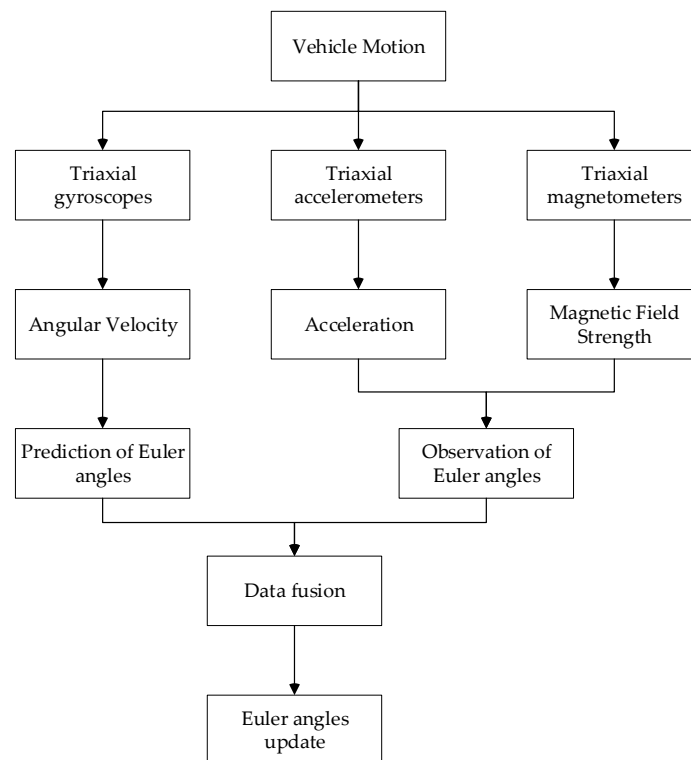 Vehicle Motion
Triaxial
gyroscopes
Triaxial
accelerometers
Triaxial
magnetometers
Angular Velocity
Acceleration
Magnetic Field
Strength
Prediction of Euler
angles
Observation of
Euler angles
Data fusion
Euler angles
update